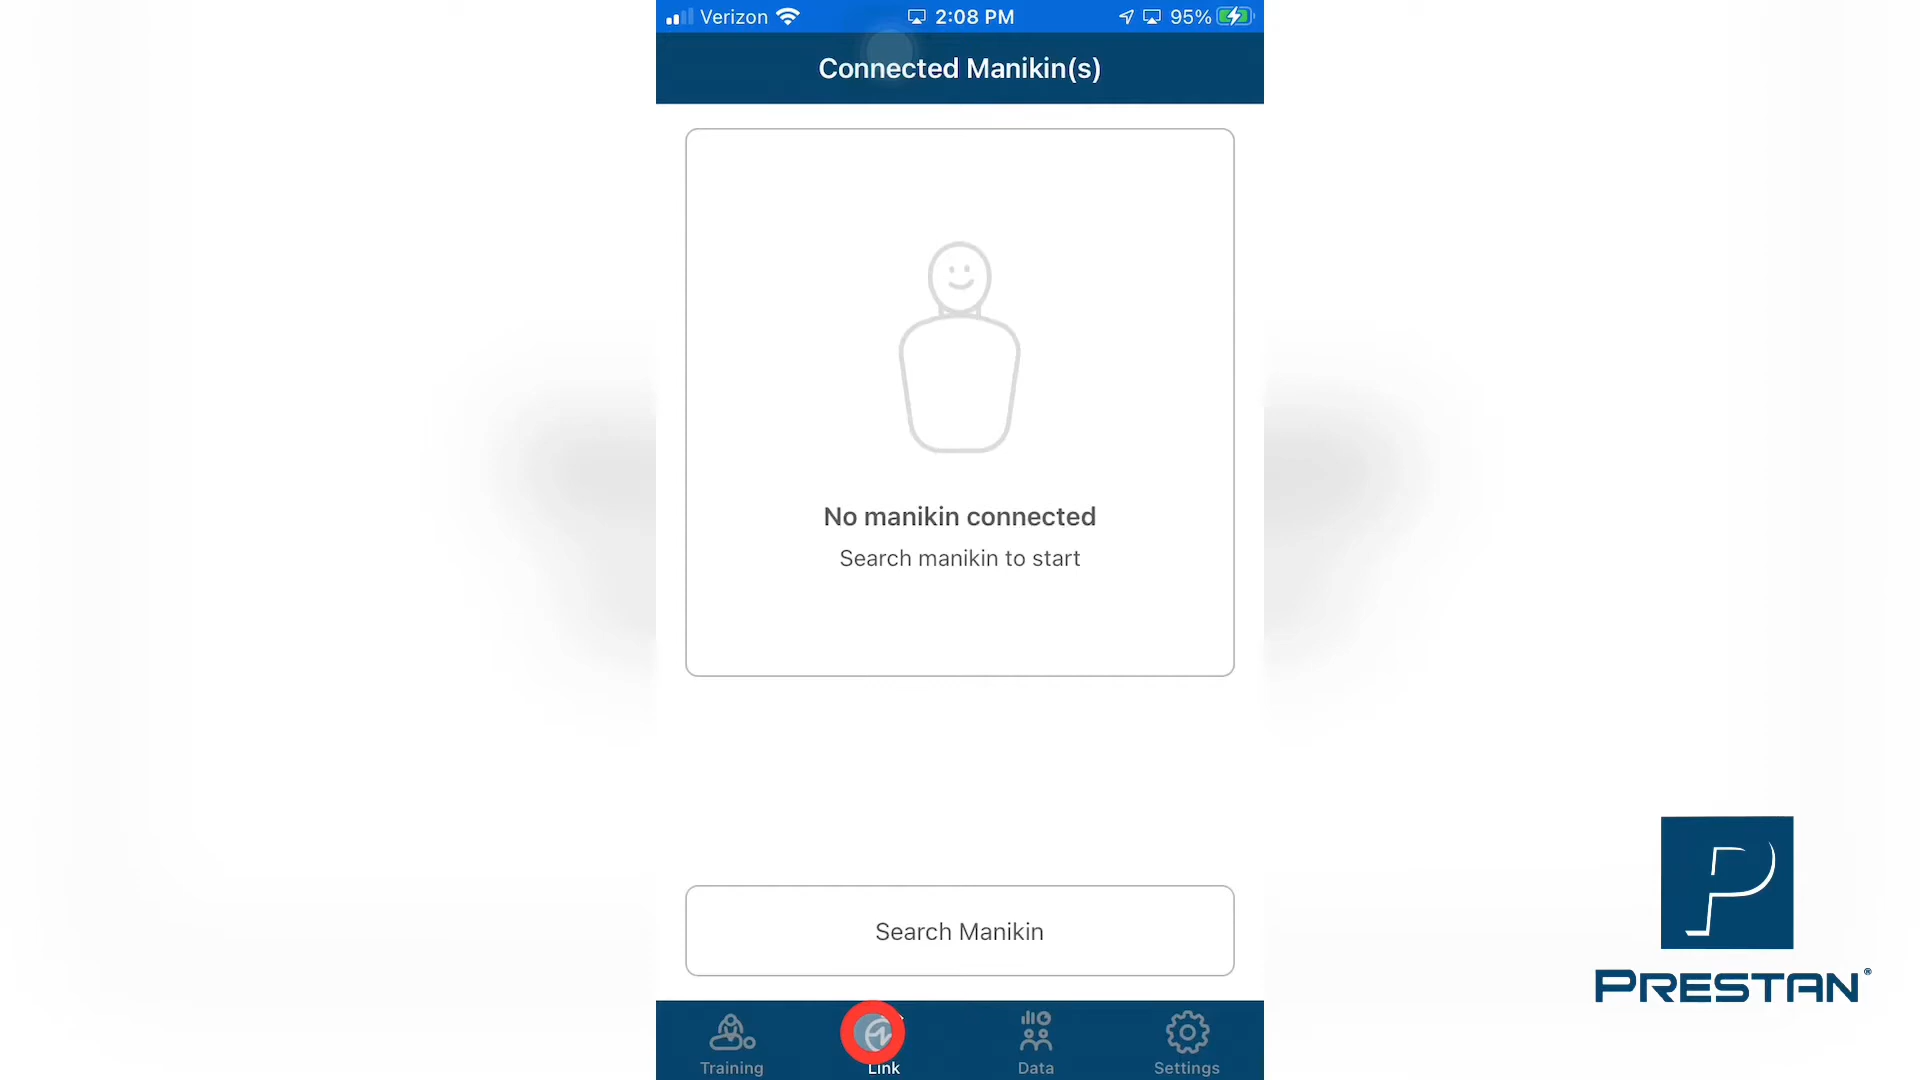 Verizon 2:08 PM 95%
Connected Manikin(s)
No manikin connected
Search manikin to start
Search Manikin
Training Link Data Settings
P
PRESTAN®